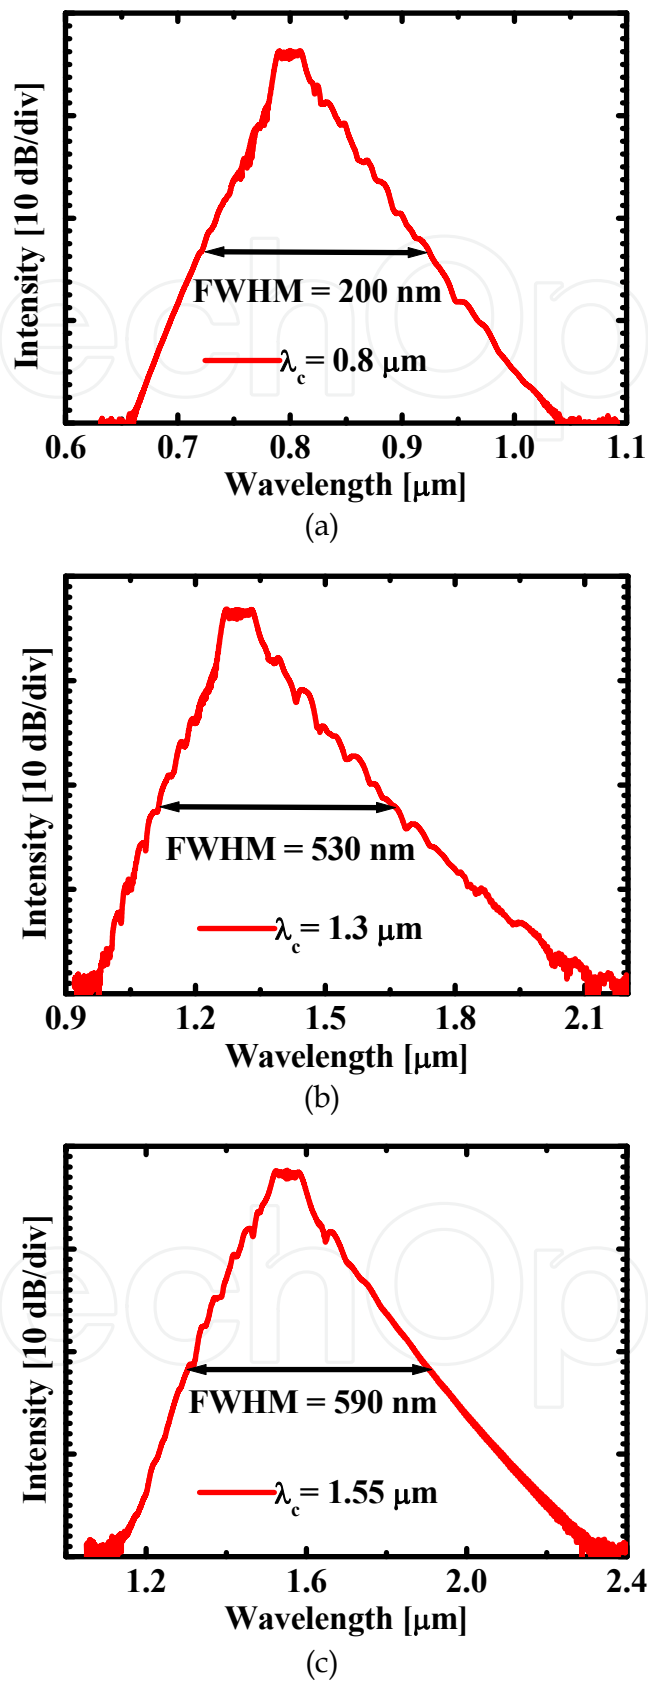 Intensity [10 dB/div]
FWHM = 200 nm
λc= 0.8 μm
0.6 0.7 0.8 0.9 1.0 1.1
Wavelength [μm]
(a)
Intensity [10 dB/div]
FWHM = 530 nm
λc= 1.3 μm
0.9 1.2 1.5 1.8 2.1
Wavelength [μm]
(b)
Intensity [10 dB/div]
FWHM = 590 nm
λc= 1.55 μm
1.2 1.6 2.0 2.4
Wavelength [μm]
(c)
echOp
echOp